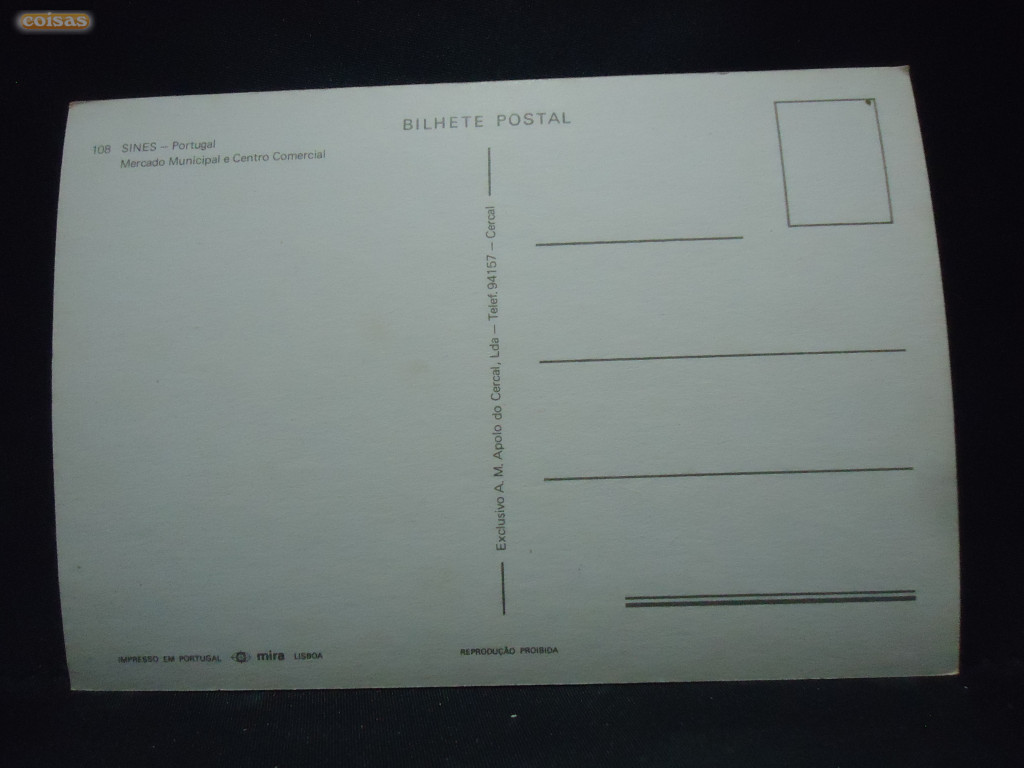 coisas
BILHETE POSTAL
108 SINES – Portugal
Mercado Municipal e Centro Comercial
Exclusivo A. M. Apolo do Cercal, Lda – Telef. 94157 – Cercal
IMPRESSO EM PORTUGAL mira LISBOA
REPRODUÇÃO PROIBIDA